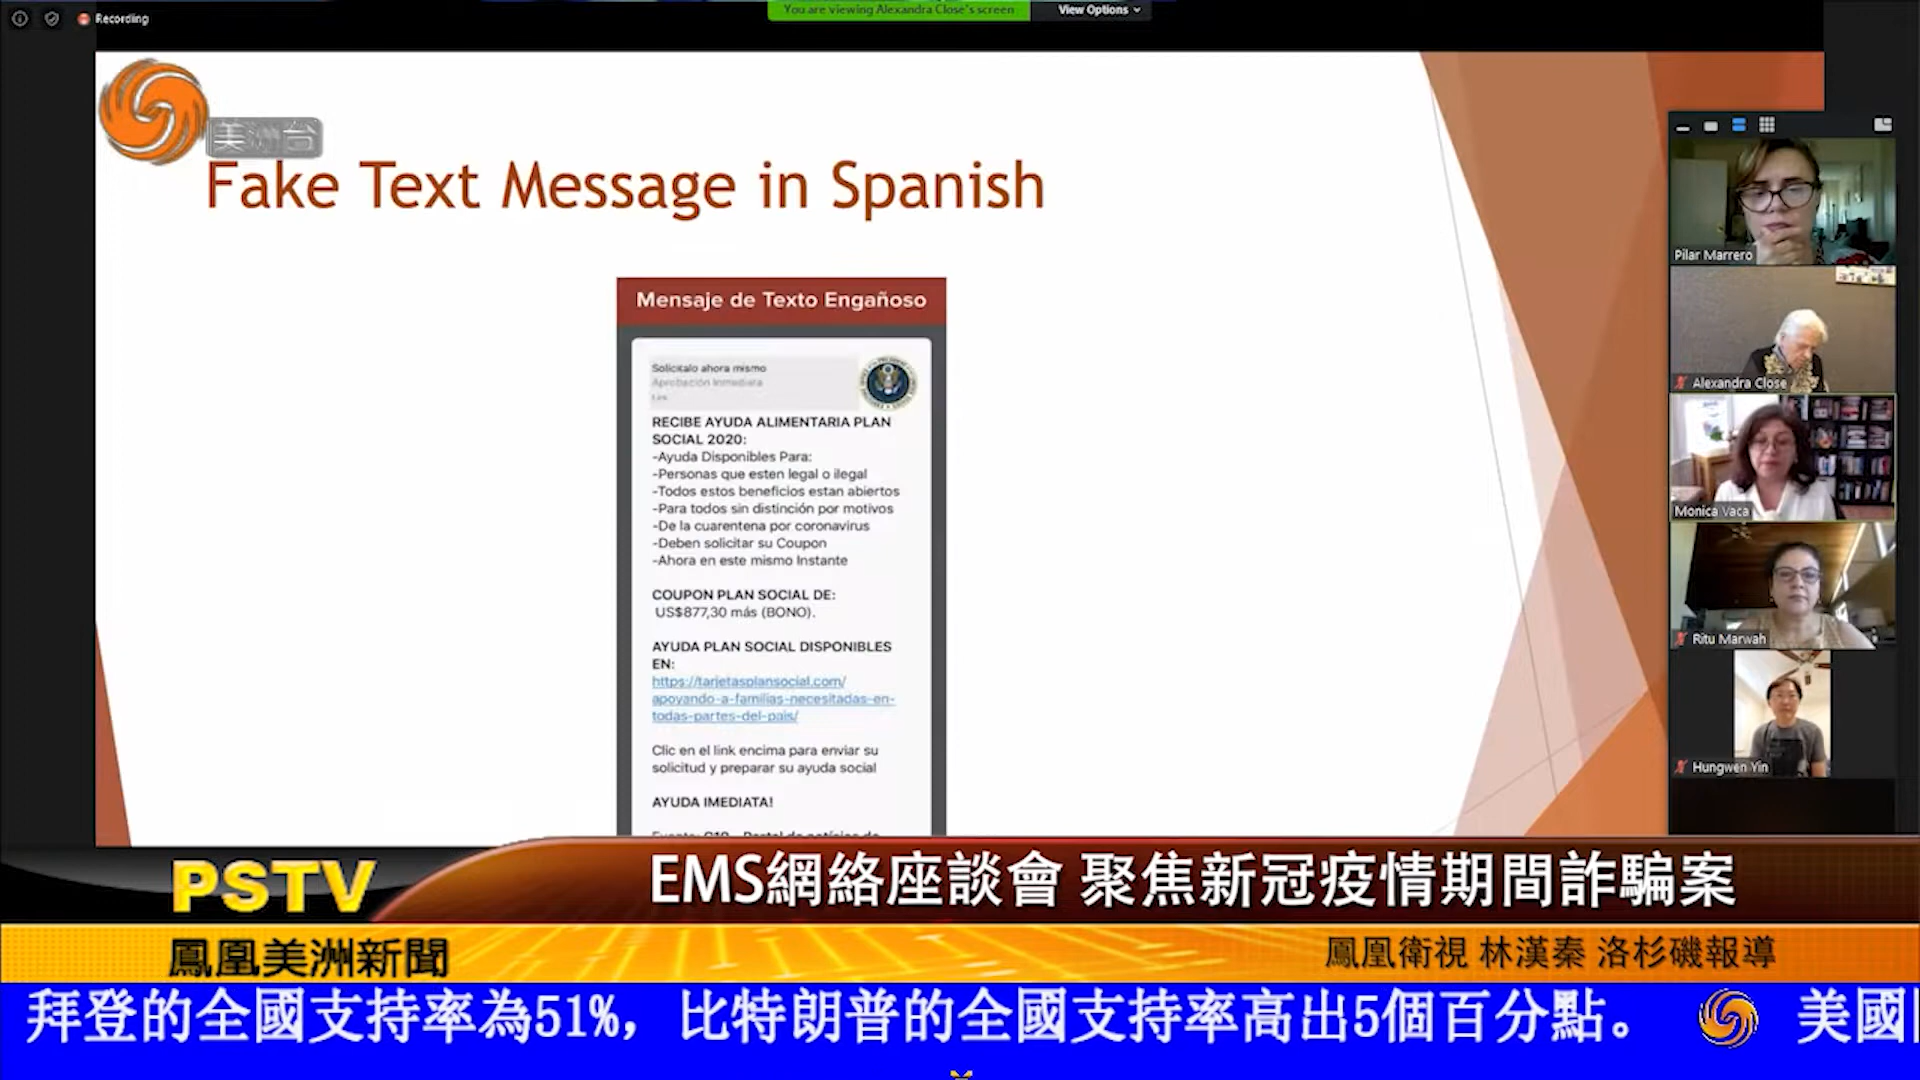 Recording
You are viewing Alexandra Close's screen
View Options
美洲台
Fake Text Message in Spanish
Mensaje de Texto Engañoso
Solicitalo ahora mismo
Aprobación Inmediata
RECIBE AYUDA ALIMENTARIA PLAN
SOCIAL 2020:
-Ayuda Disponibles Para:
-Personas que esten legal o ilegal
-Todos estos beneficios estan abiertos
-Para todos sin distinción por motivos
-De la cuarentena por coronavirus
-Deben solicitar su Coupon
-Ahora en este mismo Instante
COUPON PLAN SOCIAL DE:
US$877,30 más (BONO).
AYUDA PLAN SOCIAL DISPONIBLES
EN:
https://tarjetasplansocial.com/
apoyando-a-familias-necesitadas-en-
todas-partes-del-pais/
Clic en el link encima para enviar su
solicitud y preparar su ayuda social
AYUDA IMEDIATA!
Pilar Marrero
Alexandra Close
Monica Vaca
Ritu Marwah
Hungwen Yin
PSTV
EMS網絡座談會 聚焦新冠疫情期間詐騙案
鳳凰美洲新聞
鳳凰衛視 林漢秦 洛杉磯報導
拜登的全國支持率為51%，比特朗普的全國支持率高出5個百分點。 美國